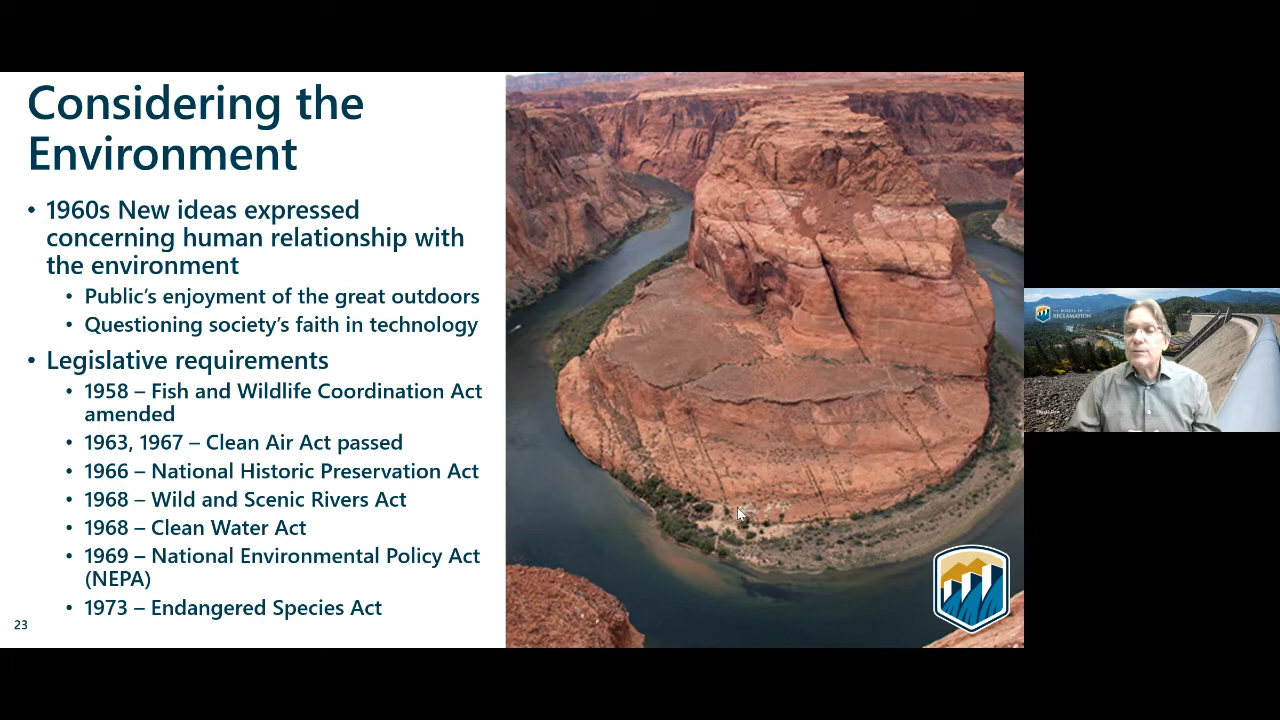 Considering the
Environment
• 1960s New ideas expressed
concerning human relationship with
the environment
• Public’s enjoyment of the great outdoors
• Questioning society’s faith in technology
• Legislative requirements
• 1958 – Fish and Wildlife Coordination Act
amended
• 1963, 1967 – Clean Air Act passed
• 1966 – National Historic Preservation Act
• 1968 – Wild and Scenic Rivers Act
• 1968 – Clean Water Act
• 1969 – National Environmental Policy Act
(NEPA)
• 1973 – Endangered Species Act
23
BUREAU OF
RECLAMATION